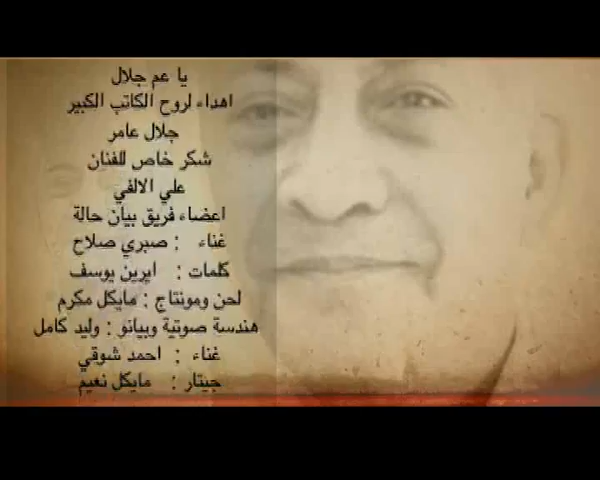 يا عم جلال
اهداء لروح الكاتب الكبير
جلال عامر
شكر خاص للفنان
علي الالفي
اعضاء فريق بيان حالة
غناء : صبري صلاح
كلمات : ايرين يوسف
لحن ومونتاج : مايكل مكرم
هندسة صوتية وبيانو : وليد كامل
غناء : احمد شوقي
جيتار : مايكل نعيم